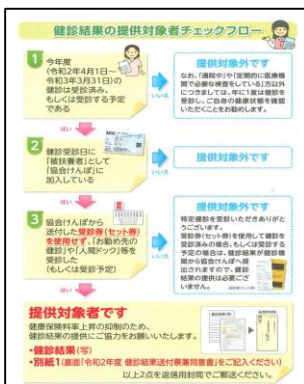 健診結果の提供対象者チェックフロー
1
今年度
(令和2年4月1日~
令和3年3月31日)の
健診は受診済み、
もしくは受診する予定
である
いいえ
提供対象外です
なお、「通院中」や「定期的に医療機
関で必要な検査をしている」方以外
につきましては、年に1度は健診を
受診し、ご自身の健康状態を確認
いただくことをお勧めします。
はい
2
健診受診日に
「被扶養者」として
「協会けんぽ」に
加入している
いいえ
提供対象外です
はい
3
協会けんぽから
送付した受診券(セット券)
を使用せず、「お勤め先の
健診」や「人間ドック」等を
受診した
(もしくは受診予定)
いいえ
提供対象外です
特定健診を受診いただきありがと
うございます。
受診券(セット券)を使用して健診を
受診済みの場合、もしくは受診する
予定の場合は、健診結果が健診機
関から協会けんぽへ提
出されますので、健診
結果の提供は必要ござ
いません。
はい
提供対象者です
健康保険料率上昇の抑制のため、
健診結果の提供にご協力をお願いいたします。
・健診結果(写)
・別紙1(裏面「令和2年度 健診結果送付票兼同意書」をご記入ください)
以上2点を返信用封筒でご郵送ください。